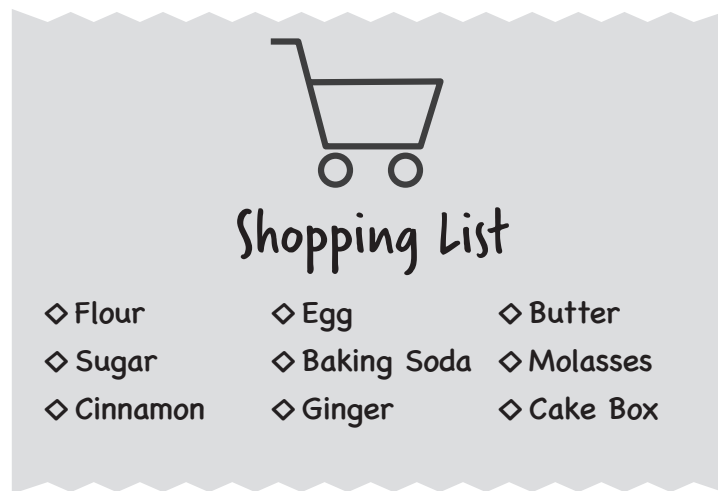 Shopping List
Flour
Sugar
Cinnamon
Egg
Baking Soda
Ginger
Butter
Molasses
Cake Box